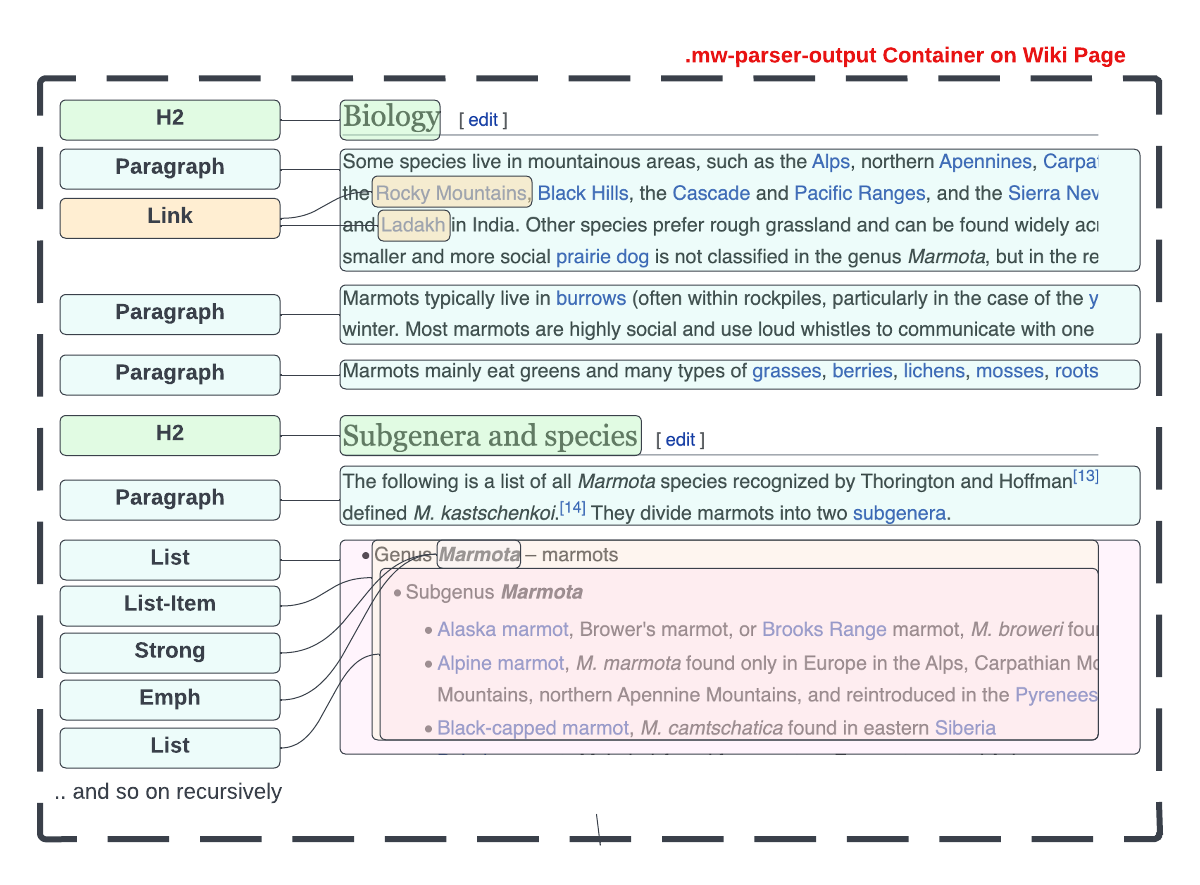 .mw-parser-output Container on Wiki Page
H2
Biology [ edit ]
Paragraph
Some species live in mountainous areas, such as the Alps, northern Apennines, Carpa
the Rocky Mountains, Black Hills, the Cascade and Pacific Ranges, and the Sierra Nev
Link
and Ladakh in India. Other species prefer rough grassland and can be found widely acr
smaller and more social prairie dog is not classified in the genus Marmota, but in the re
Paragraph
Marmots typically live in burrows (often within rockpiles, particularly in the case of the y
winter. Most marmots are highly social and use loud whistles to communicate with one
Paragraph
Marmots mainly eat greens and many types of grasses, berries, lichens, mosses, roots
H2
Subgenera and species [ edit ]
Paragraph
The following is a list of all Marmota species recognized by Thorington and Hoffman[13]
defined M. kastschenkoi.[14] They divide marmots into two subgenera.
List
• Genus Marmota – marmots
List-Item
• Subgenus Marmota
Strong
• Alaska marmot, Brower's marmot, or Brooks Range marmot, M. broweri four
• Alpine marmot, M. marmota found only in Europe in the Alps, Carpathian Mo
Emph
Mountains, northern Apennine Mountains, and reintroduced in the Pyrenees
List
• Black-capped marmot, M. camtschatica found in eastern Siberia
.. and so on recursively